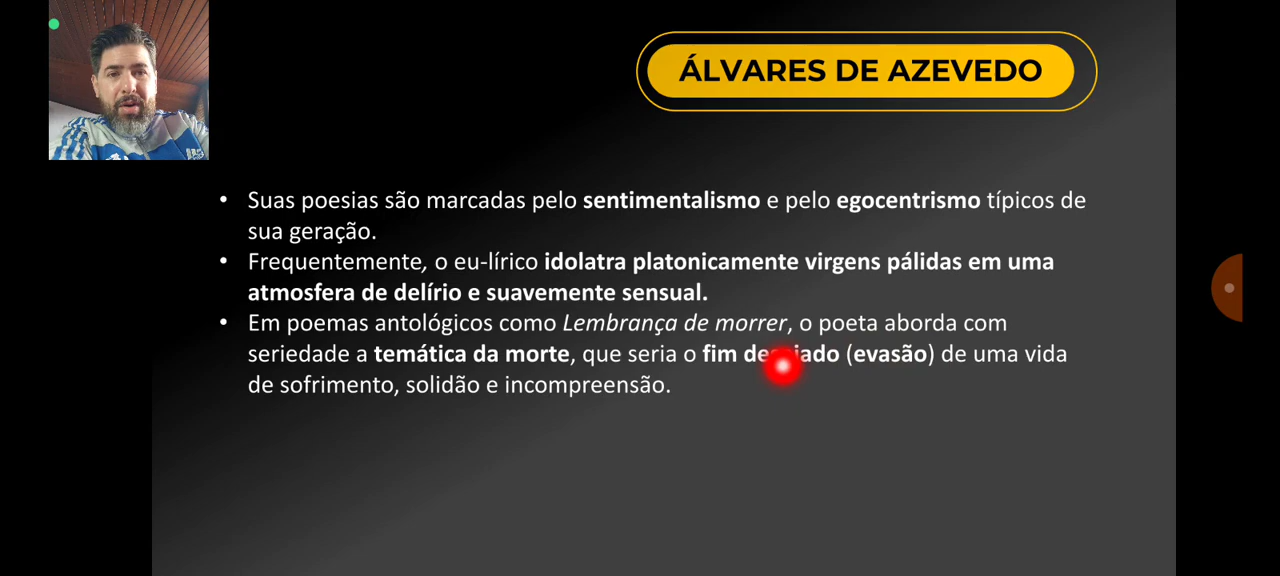 ÁLVARES DE AZEVEDO
• Suas poesias são marcadas pelo sentimentalismo e pelo egocentrismo típicos de
sua geração.
• Frequentemente, o eu-lírico idolatra platonicamente virgens pálidas em uma
atmosfera de delírio e suavemente sensual.
• Em poemas antológicos como Lembrança de morrer, o poeta aborda com
seriedade a temática da morte, que seria o fim desejado (evasão) de uma vida
de sofrimento, solidão e incompreensão.